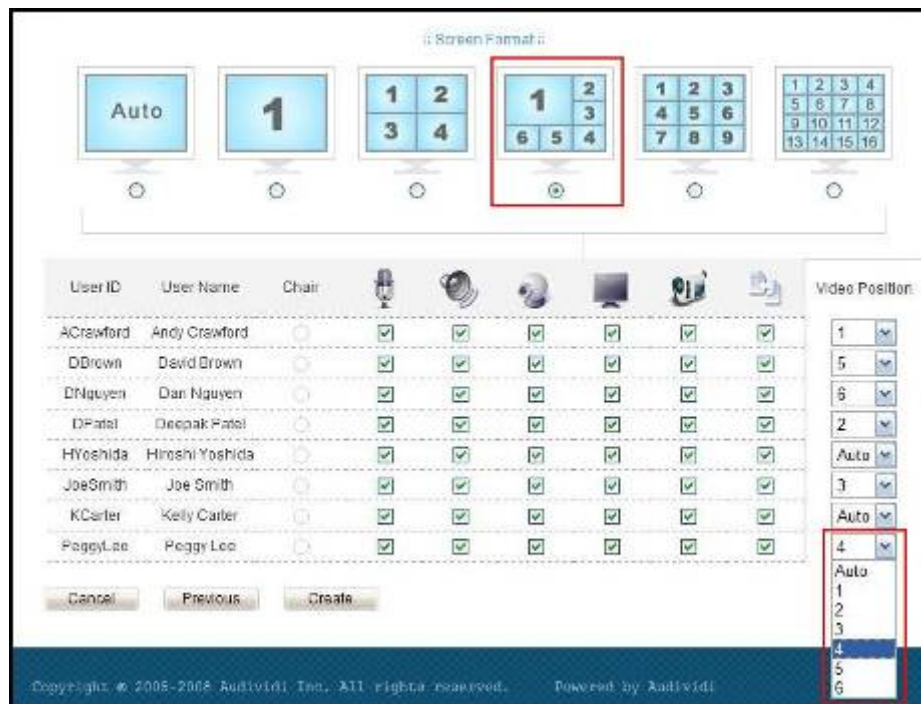 :: Screen Format ::
Auto
1
1 2
3 4
1 2
3
6 5 4
1 2 3
4 5 6
7 8 9
1 2 3 4
5 6 7 8
9 10 11 12
13 14 15 16
User ID User Name Chair Video Position
ACrawford Andy Crawford 1
DBrown David Brown 5
DNguyen Dan Nguyen 6
DPatel Deepak Patel 2
HYoshida Hiroshi Yoshida Auto
JoeSmith Joe Smith 3
KCarter Kelly Carter Auto
PeggyLee Peggy Lee 4
Auto
1
2
3
4
5
6
Cancel Previous Create
Copyright © 2005-2008 Audividi Inc. All rights reserved. Powered by Audividi